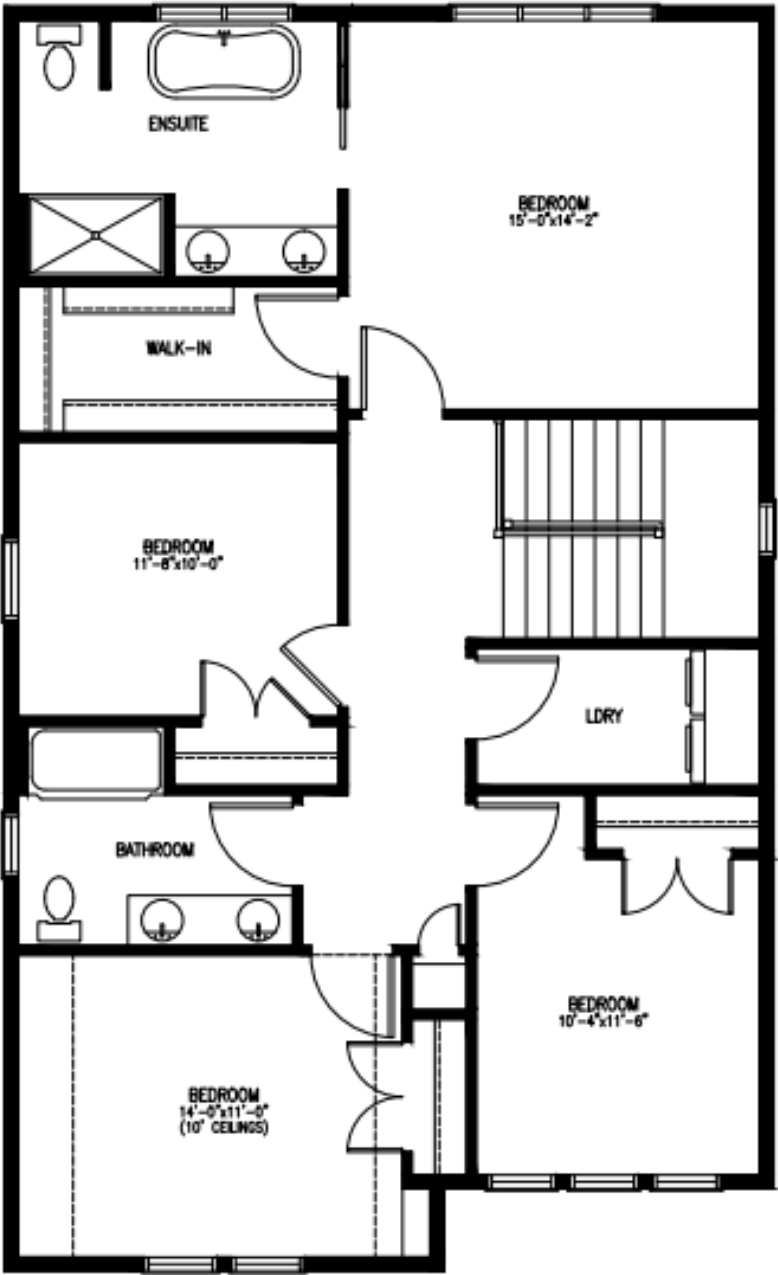 ENSUITE
BEDROOM
15'-0"x14'-2"
WALK-IN
BEDROOM
11'-8"x10'-0"
LDRY
BATHROOM
BEDROOM
10'-4"x11'-6"
BEDROOM
14'-0"x11'-0"
(10' CEILINGS)